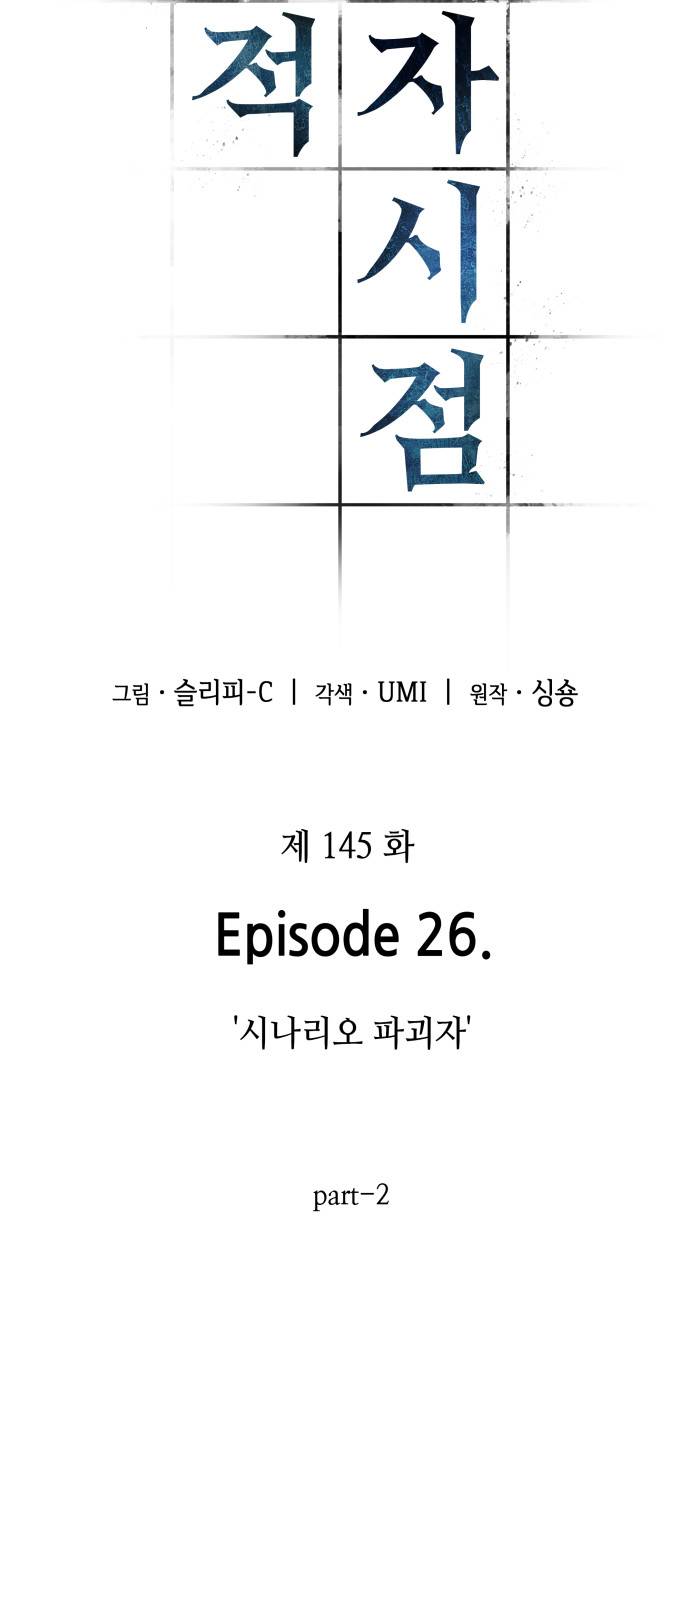 적 자
시
점
그림 · 슬리피-C | 각색 · UMI | 원작 · 싱숑
제 145 화
Episode 26.
'시나리오 파괴자'
part-2